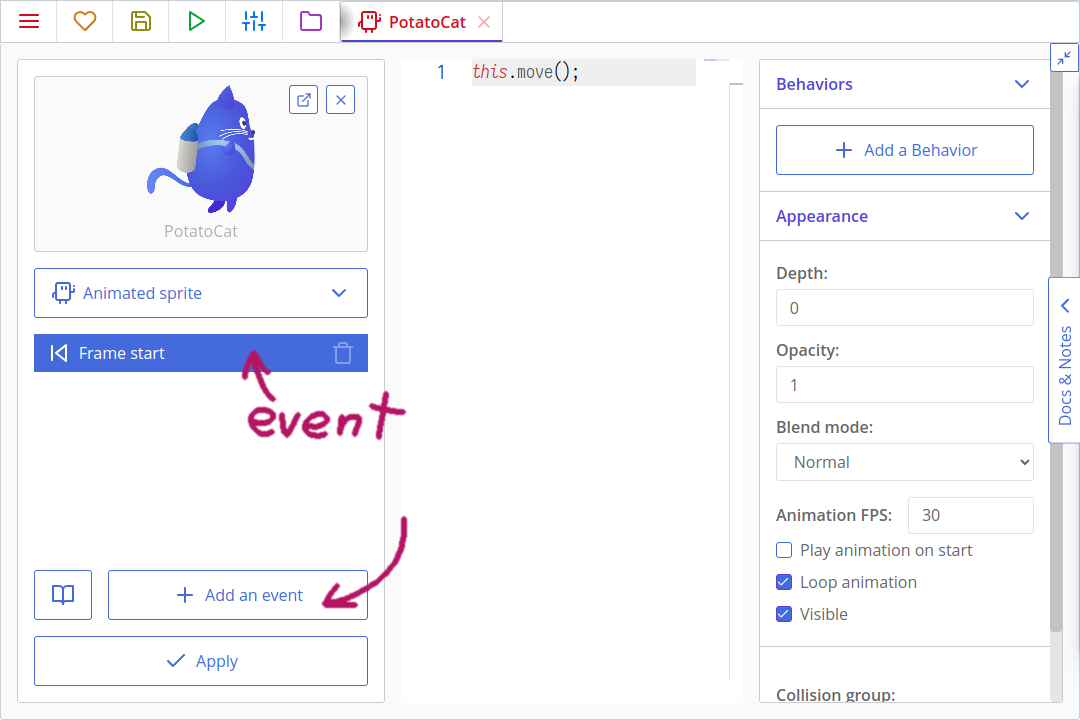 PotatoCat
PotatoCat
Animated sprite
Frame start
event
Add an event
Apply
1 this.move();
Behaviors
Add a Behavior
Appearance
Depth:
0
Opacity:
1
Blend mode:
Normal
Animation FPS: 30
Play animation on start
Loop animation
Visible
Collision group:
Docs & Notes